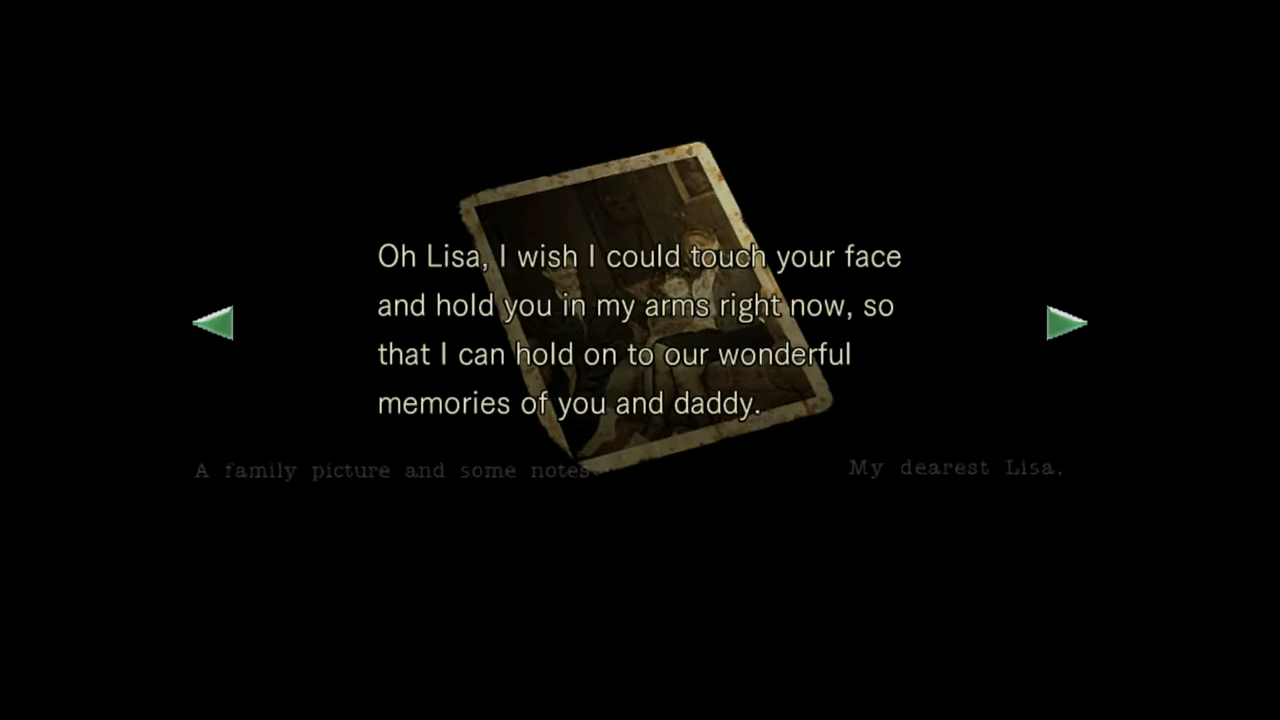 Oh Lisa, I wish I could touch your face
and hold you in my arms right now, so
that I can hold on to our wonderful
memories of you and daddy.
A family picture and some notes
My dearest Lisa,